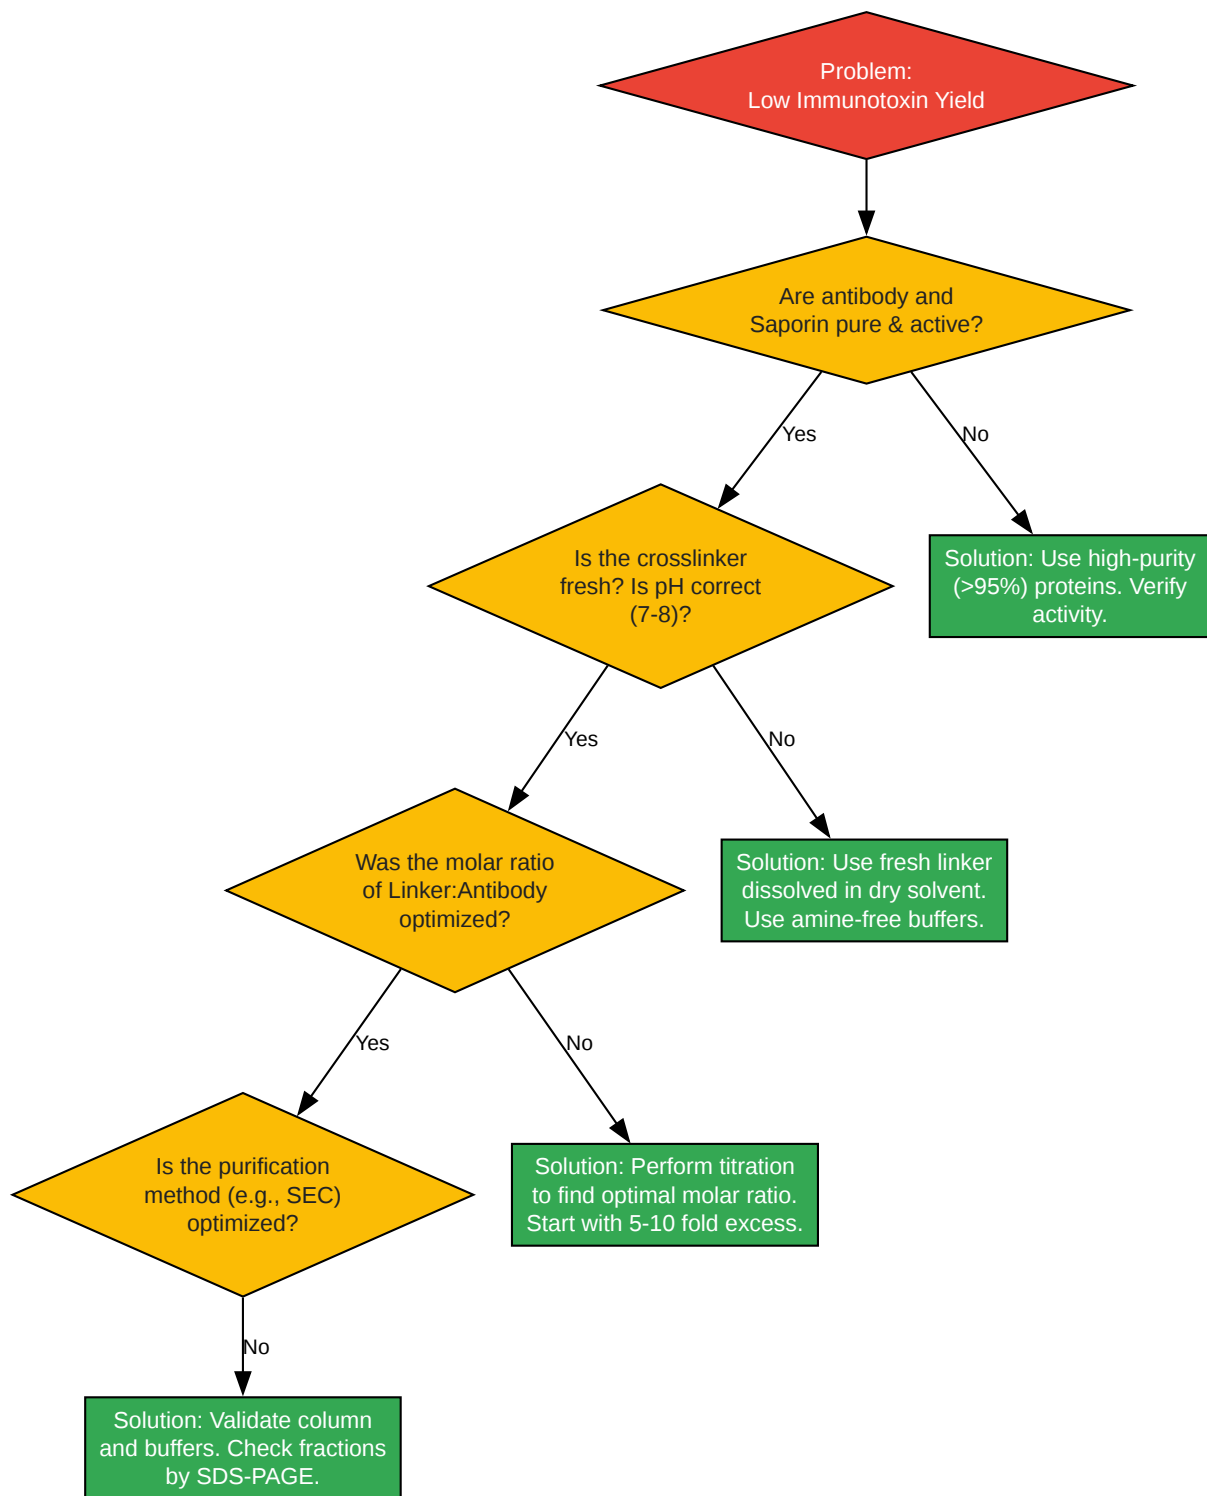 Problem:
Low Immunotoxin Yield
Are antibody and
Saporin pure & active?
Yes
No
Is the crosslinker
fresh? Is pH correct
(7-8)?
Solution: Use high-purity
(>95%) proteins. Verify
activity.
Yes
No
Was the molar ratio
of Linker:Antibody
optimized?
Solution: Use fresh linker
dissolved in dry solvent.
Use amine-free buffers.
Yes
No
Is the purification
method (e.g., SEC)
optimized?
Solution: Perform titration
to find optimal molar ratio.
Start with 5-10 fold excess.
No
Solution: Validate column
and buffers. Check fractions
by SDS-PAGE.